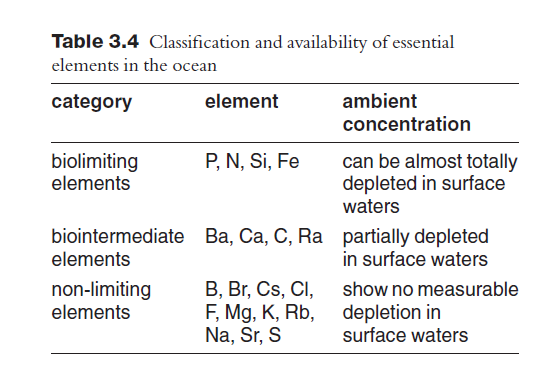 Table 3.4 Classification and availability of essential
elements in the ocean
category element ambient
concentration
biolimiting P, N, Si, Fe can be almost totally
elements depleted in surface
waters
biointermediate Ba, Ca, C, Ra partially depleted
elements in surface waters
non-limiting B, Br, Cs, Cl, show no measurable
elements F, Mg, K, Rb, depletion in
Na, Sr, S surface waters